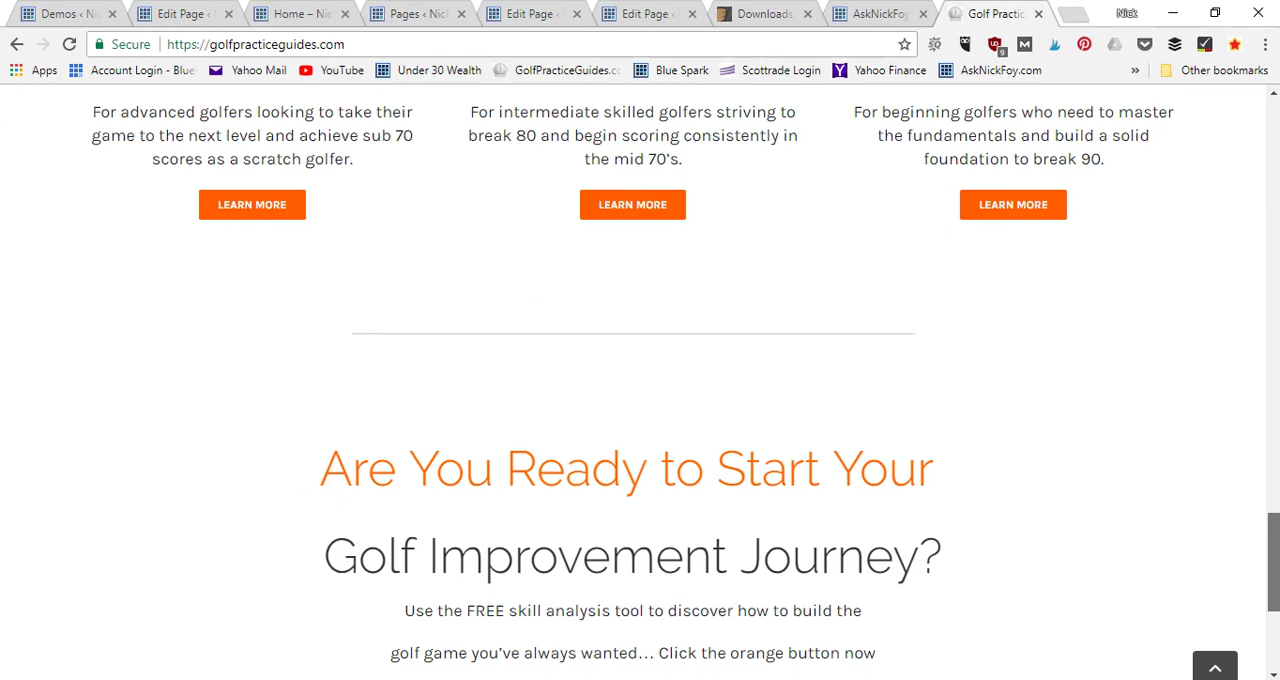 Demos ‹ Ni
Edit Page ‹
Home – Nic
Pages ‹ Nick
Edit Page ‹
Edit Page ‹
Downloads
AskNickFoy
Golf Practic
Nick
Secure
https://golfpracticeguides.com
Apps
Account Login - Blue
Yahoo Mail
YouTube
Under 30 Wealth
GolfPracticeGuides.cc
Blue Spark
Scottrade Login
Yahoo Finance
AskNickFoy.com
»
Other bookmarks
For advanced golfers looking to take their
game to the next level and achieve sub 70
scores as a scratch golfer.
LEARN MORE
For intermediate skilled golfers striving to
break 80 and begin scoring consistently in
the mid 70's.
LEARN MORE
For beginning golfers who need to master
the fundamentals and build a solid
foundation to break 90.
LEARN MORE
Are You Ready to Start Your
Golf Improvement Journey?
Use the FREE skill analysis tool to discover how to build the
golf game you've always wanted... Click the orange button now